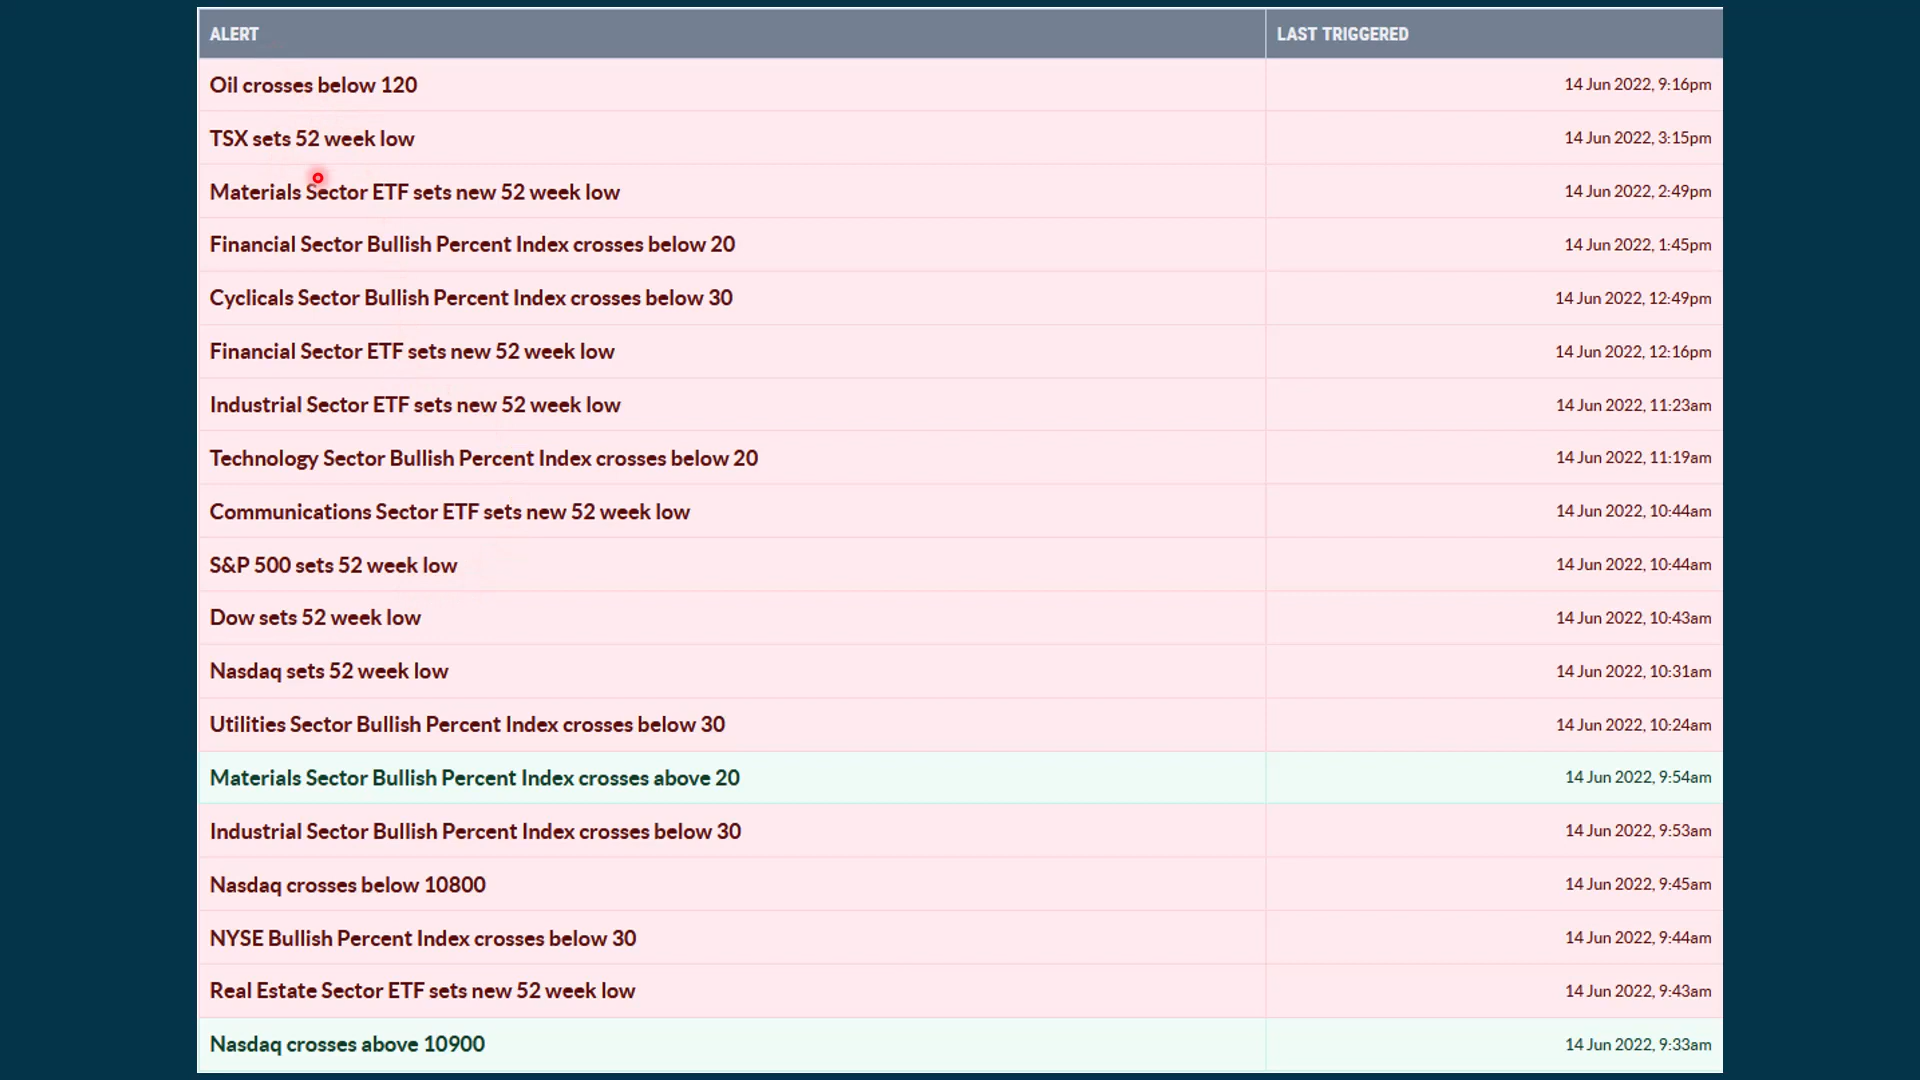 ALERT LAST TRIGGERED
Oil crosses below 120 14 Jun 2022, 9:16pm
TSX sets 52 week low 14 Jun 2022, 3:15pm
Materials Sector ETF sets new 52 week low 14 Jun 2022, 2:49pm
Financial Sector Bullish Percent Index crosses below 20 14 Jun 2022, 1:45pm
Cyclicals Sector Bullish Percent Index crosses below 30 14 Jun 2022, 12:49pm
Financial Sector ETF sets new 52 week low 14 Jun 2022, 12:16pm
Industrial Sector ETF sets new 52 week low 14 Jun 2022, 11:23am
Technology Sector Bullish Percent Index crosses below 20 14 Jun 2022, 11:19am
Communications Sector ETF sets new 52 week low 14 Jun 2022, 10:44am
S&P 500 sets 52 week low 14 Jun 2022, 10:44am
Dow sets 52 week low 14 Jun 2022, 10:43am
Nasdaq sets 52 week low 14 Jun 2022, 10:31am
Utilities Sector Bullish Percent Index crosses below 30 14 Jun 2022, 10:24am
Materials Sector Bullish Percent Index crosses above 20 14 Jun 2022, 9:54am
Industrial Sector Bullish Percent Index crosses below 30 14 Jun 2022, 9:53am
Nasdaq crosses below 10800 14 Jun 2022, 9:45am
NYSE Bullish Percent Index crosses below 30 14 Jun 2022, 9:44am
Real Estate Sector ETF sets new 52 week low 14 Jun 2022, 9:43am
Nasdaq crosses above 10900 14 Jun 2022, 9:33am